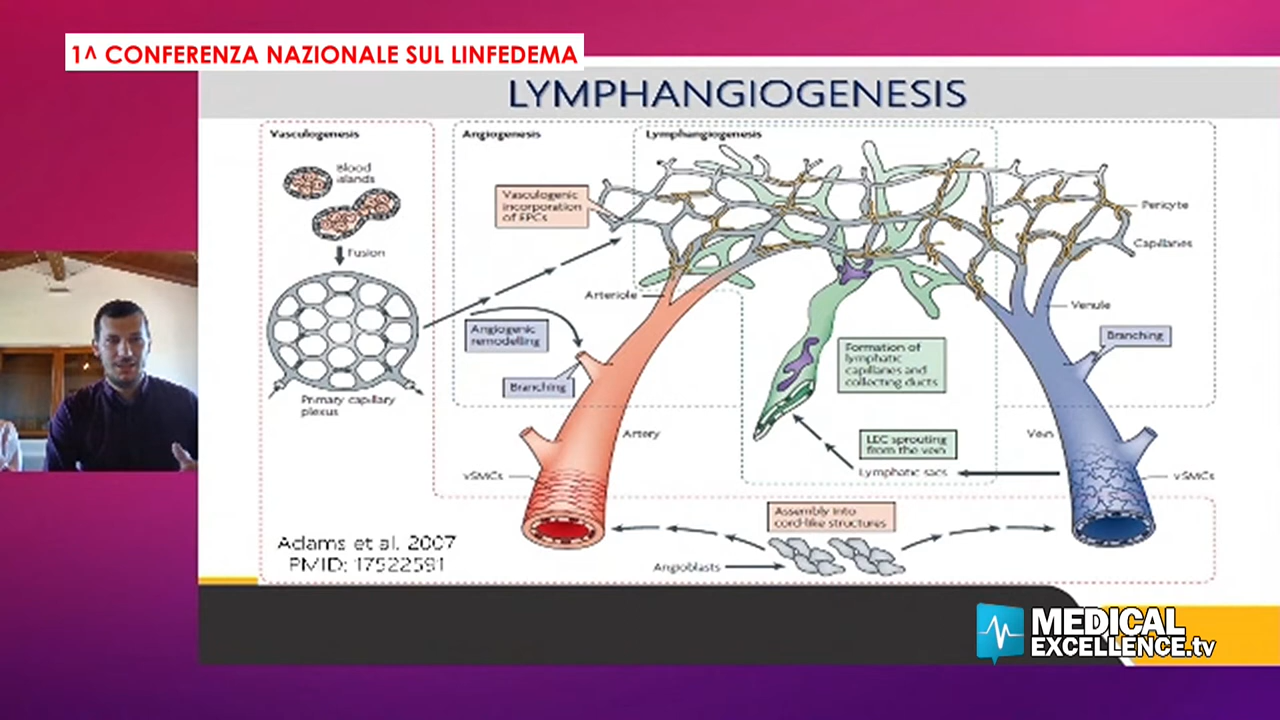 1^ CONFERENZA NAZIONALE SUL LINFEDEMA
LYMPHANGIOGENESIS
Vasculogenesis
Angiogenesis
Lymphangiogenesis
Blood
islands
Fusion
Primary capillary
plexus
Vasculogenic
incorporation
of EPCs
Pericyte
Capillaries
Arteriole
Venule
Angiogenic
remodelling
Branching
Branching
Formation of
lymphatic
capillaries and
collecting ducts
Artery
Vein
LEC sprouting
from the vein
Lymphatic sacs
vSMCs
vSMCs
Assembly into
cord-like structures
Angioblasts
Adams et al. 2007
PMID: 17522591
MEDICAL
EXCELLENCE.tv